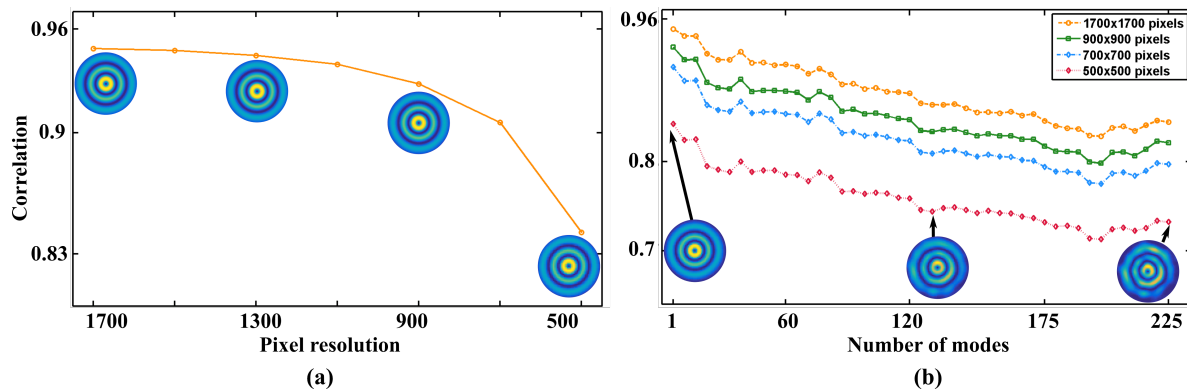 0.96
0.9
0.83
Correlation
1700
1300
900
500
Pixel resolution
(a)
0.96
0.8
0.7
1700x1700 pixels
900x900 pixels
700x700 pixels
500x500 pixels
1
60
120
175
225
Number of modes
(b)